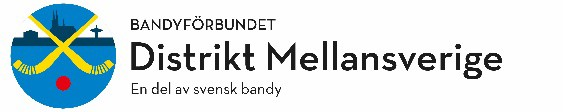 BANDYFÖRBUNDET
Distrikt Mellansverige
En del av svensk bandy